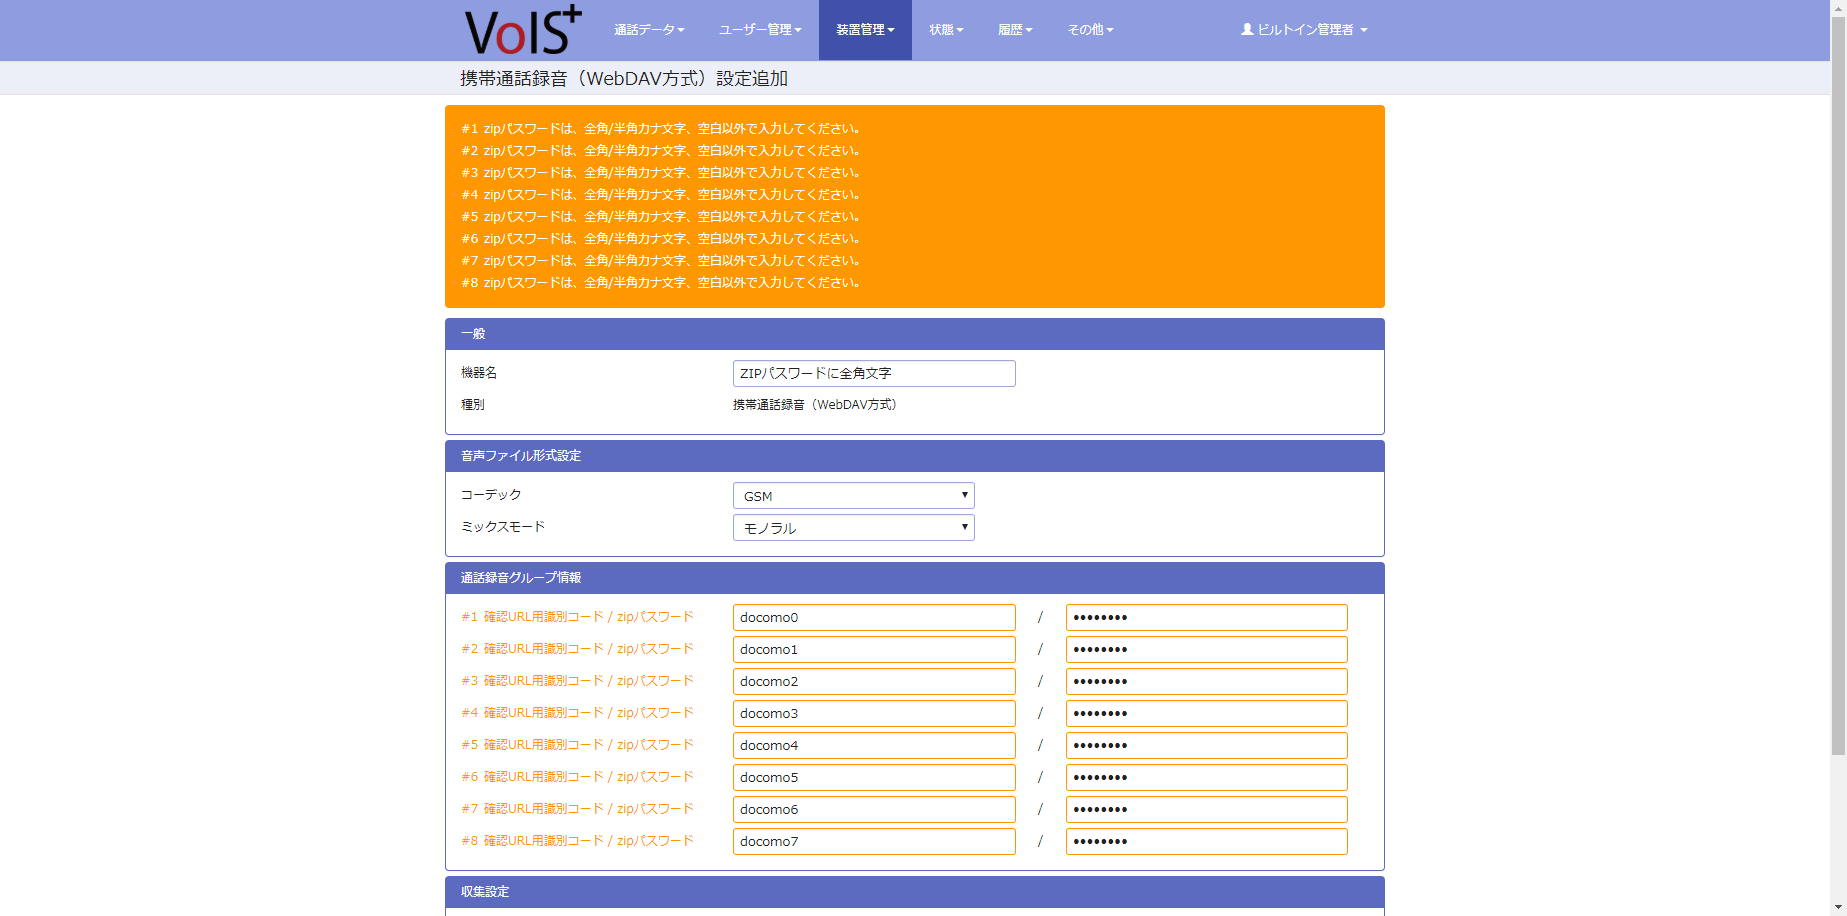 VoIS+ 通話データ ユーザー管理 装置管理 状態 履歴 その他 ビルトイン管理者
携帯通話録音（WebDAV方式）設定追加
#1 zipパスワードは、全角/半角カナ文字、空白以外で入力してください。
#2 zipパスワードは、全角/半角カナ文字、空白以外で入力してください。
#3 zipパスワードは、全角/半角カナ文字、空白以外で入力してください。
#4 zipパスワードは、全角/半角カナ文字、空白以外で入力してください。
#5 zipパスワードは、全角/半角カナ文字、空白以外で入力してください。
#6 zipパスワードは、全角/半角カナ文字、空白以外で入力してください。
#7 zipパスワードは、全角/半角カナ文字、空白以外で入力してください。
#8 zipパスワードは、全角/半角カナ文字、空白以外で入力してください。
一般
機器名 ZIPパスワードに全角文字
種別 携帯通話録音（WebDAV方式）
音声ファイル形式設定
コーデック GSM
ミックスモード モノラル
通話録音グループ情報
#1 確認URL用識別コード / zipパスワード docomo0 / ••••••••
#2 確認URL用識別コード / zipパスワード docomo1 / ••••••••
#3 確認URL用識別コード / zipパスワード docomo2 / ••••••••
#4 確認URL用識別コード / zipパスワード docomo3 / ••••••••
#5 確認URL用識別コード / zipパスワード docomo4 / ••••••••
#6 確認URL用識別コード / zipパスワード docomo5 / ••••••••
#7 確認URL用識別コード / zipパスワード docomo6 / ••••••••
#8 確認URL用識別コード / zipパスワード docomo7 / ••••••••
収集設定